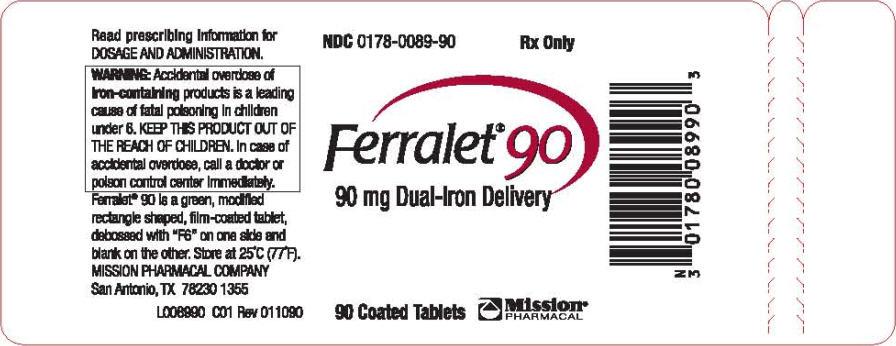 Read prescribing information for
DOSAGE AND ADMINISTRATION.
WARNING: Accidental overdose of
iron-containing products is a leading
cause of fatal poisoning in children
under 6. KEEP THIS PRODUCT OUT OF
THE REACH OF CHILDREN. In case of
accidental overdose, call a doctor or
poison control center immediately.
Ferralet® 90 is a green, modified
rectangle shaped, film-coated tablet,
debossed with "F6" on one side and
blank on the other. Store at 25°C (77°F).
MISSION PHARMACAL COMPANY
San Antonio, TX 78230 1355
L008990 C01 Rev 011090
NDC 0178-0089-90 Rx Only
Ferralet® 90
90 mg Dual-Iron Delivery
90 Coated Tablets
Mission®
PHARMACAL
N 3 01780 08990 3